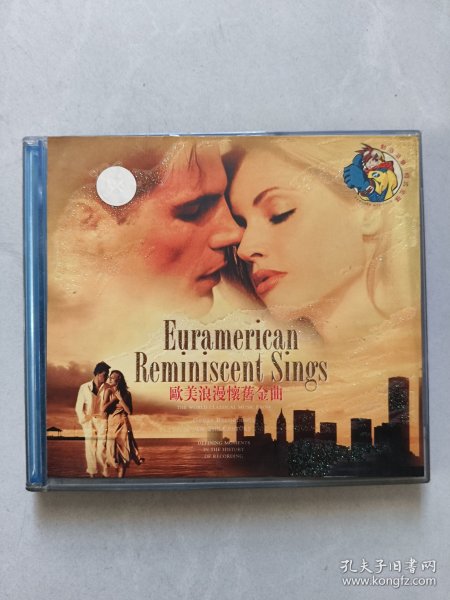 Euramerican
Reminiscent Sings
歐美浪漫懷舊金曲
THE WORLD CLASSICAL MUSIC FROM
DEFINING MOMENTS
IN THE HISTORY
OF RECORDING
孔夫子旧书网
www.kongfz.com